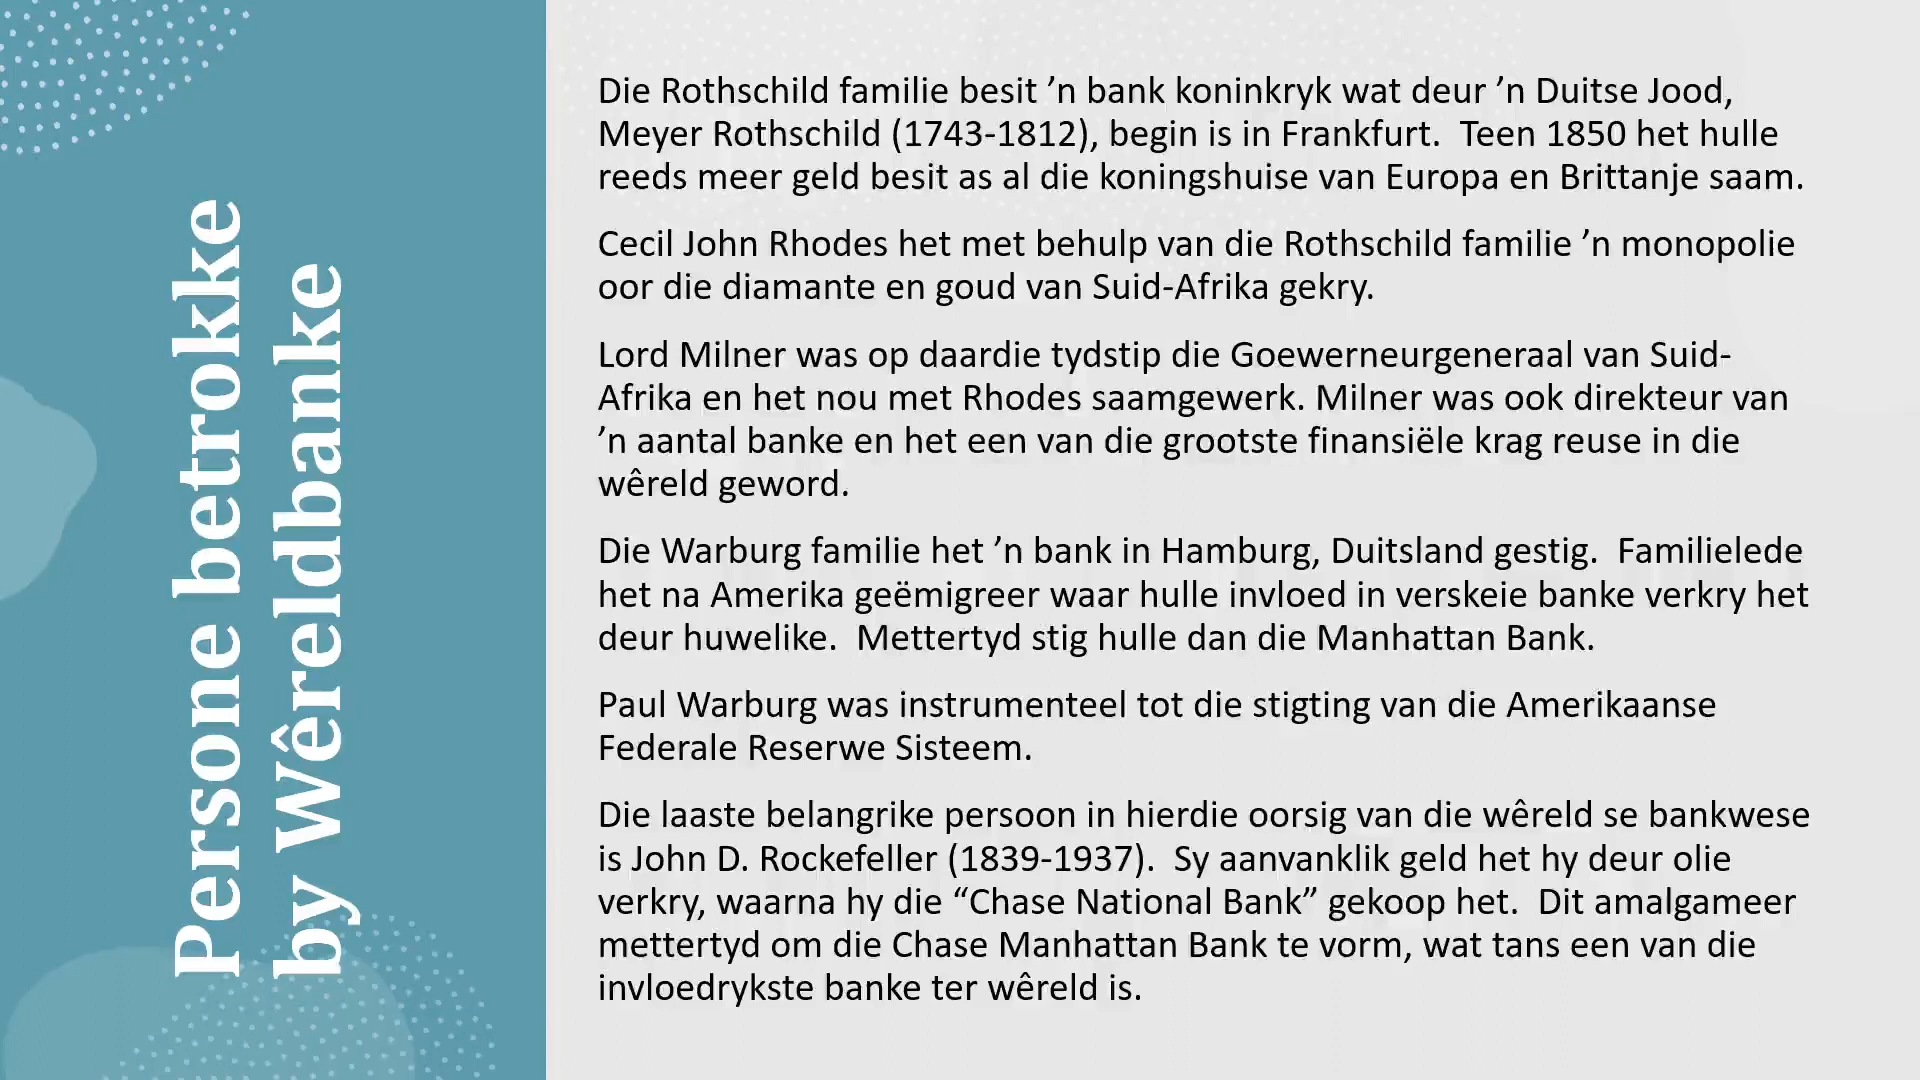 Persone betrokke
by Wêreldbanke
Die Rothschild familie besit ’n bank koninkryk wat deur ’n Duitse Jood,
Meyer Rothschild (1743-1812), begin is in Frankfurt.  Teen 1850 het hulle
reeds meer geld besit as al die koningshuise van Europa en Brittanje saam.
Cecil John Rhodes het met behulp van die Rothschild familie ’n monopolie
oor die diamante en goud van Suid-Afrika gekry.
Lord Milner was op daardie tydstip die Goewerneurgeneraal van Suid-
Afrika en het nou met Rhodes saamgewerk. Milner was ook direkteur van
’n aantal banke en het een van die grootste finansiële krag reuse in die
wêreld geword.
Die Warburg familie het ’n bank in Hamburg, Duitsland gestig.  Familielede
het na Amerika geëmigreer waar hulle invloed in verskeie banke verkry het
deur huwelike.  Mettertyd stig hulle dan die Manhattan Bank.
Paul Warburg was instrumenteel tot die stigting van die Amerikaanse
Federale Reserwe Sisteem.
Die laaste belangrike persoon in hierdie oorsig van die wêreld se bankwese
is John D. Rockefeller (1839-1937).  Sy aanvanklik geld het hy deur olie
verkry, waarna hy die “Chase National Bank” gekoop het.  Dit amalgameer
mettertyd om die Chase Manhattan Bank te vorm, wat tans een van die
invloedrykste banke ter wêreld is.